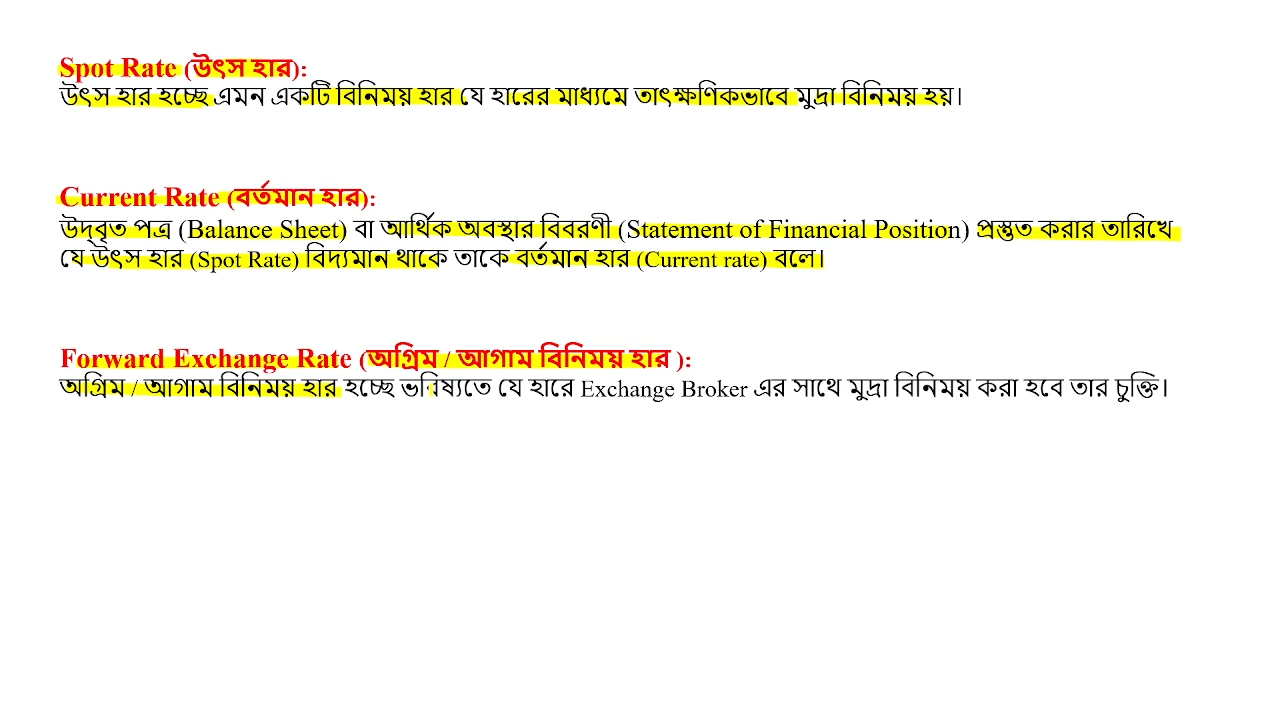 Spot Rate (উৎস হার):
উৎস হার হচ্ছে এমন একটি বিনিময় হার যে হারের মাধ্যমে তাৎক্ষণিকভাবে মুদ্রা বিনিময় হয়।
Current Rate (বর্তমান হার):
উদ্বৃত পত্র (Balance Sheet) বা আর্থিক অবস্থার বিবরণী (Statement of Financial Position) প্রস্তুত করার তারিখে
যে উৎস হার (Spot Rate) বিদ্যমান থাকে তাকে বর্তমান হার (Current rate) বলে।
Forward Exchange Rate (অগ্রিম / আগাম বিনিময় হার ):
অগ্রিম / আগাম বিনিময় হার হচ্ছে ভবিষ্যতে যে হারে Exchange Broker এর সাথে মুদ্রা বিনিময় করা হবে তার চুক্তি।